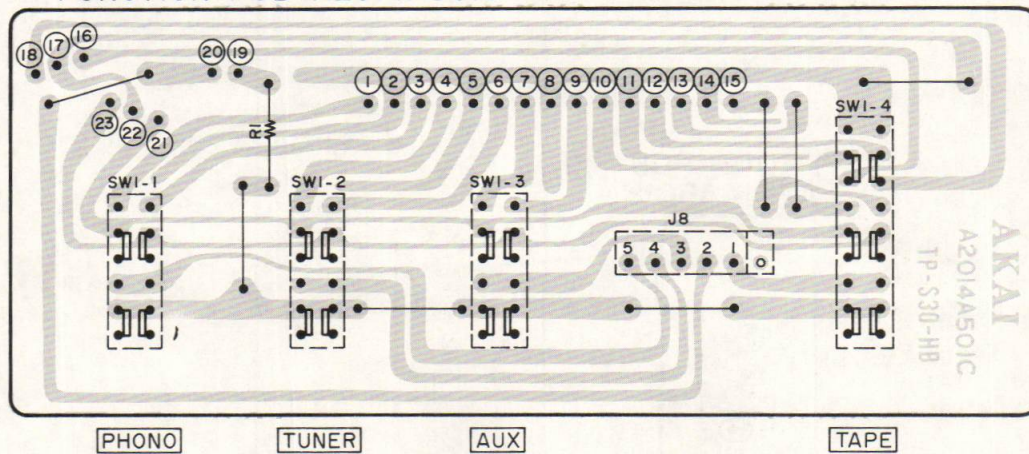 16
17
18
20 19
1 2 3 4 5 6 7 8 9 10 11 12 13 14 15
23
22
21
R1
SW1-4
SW1-1
SW1-2
SW1-3
J8
5 4 3 2 1
AKAI
A2014A501C
TP-S30-HB
PHONO
TUNER
AUX
TAPE